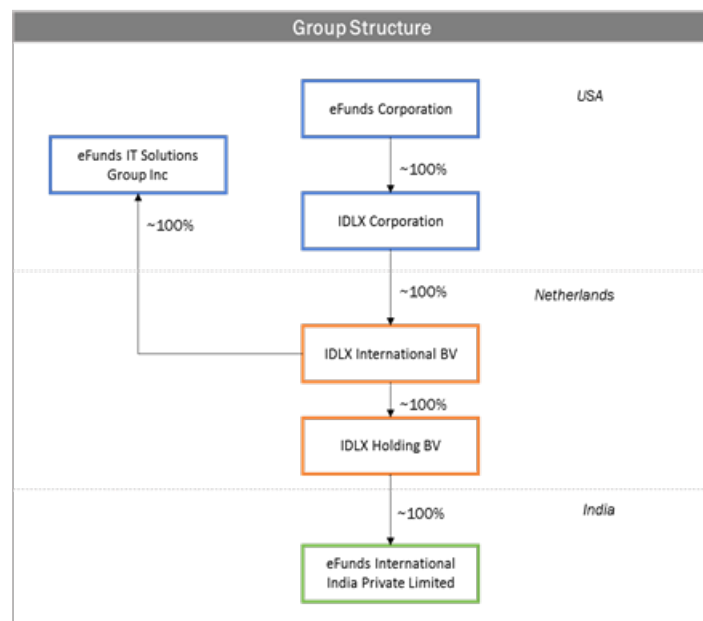 Group Structure
eFunds Corporation
USA
eFunds IT Solutions
Group Inc
~100%
IDLX Corporation
~100%
~100%
Netherlands
IDLX International BV
~100%
IDLX Holding BV
~100%
India
eFunds International
India Private Limited